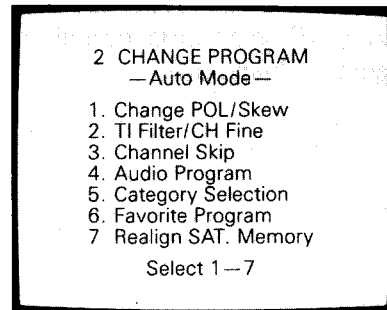 2 CHANGE PROGRAM
—Auto Mode—
1. Change POL/Skew
2. TI Filter/CH Fine
3. Channel Skip
4. Audio Program
5. Category Selection
6. Favorite Program
7 Realign SAT. Memory
Select 1—7